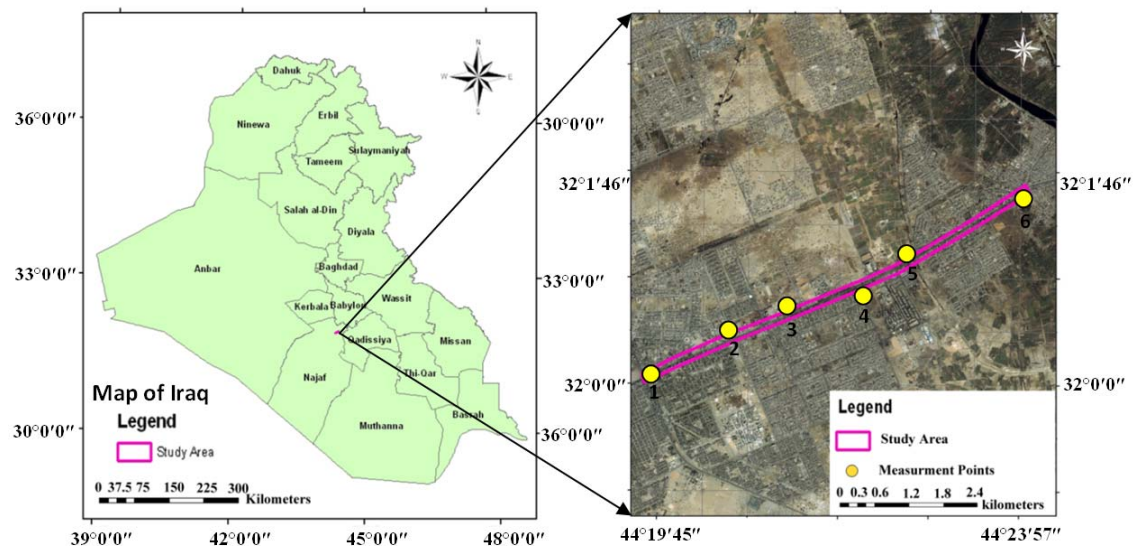 N
W
E
S
Dahuk
Ninewa
Erbil
Sulaymaniyah
Tameem
Salah al-Din
Diyala
Anbar
Baghdad
Wassit
Kerbala
Babylon
Qadissiya
Missan
Najaf
Thi-Qar
Basrah
Muthanna
Map of Iraq
Legend
Study Area
0 37.5 75 150 225 300
Kilometers
36°0'0"
33°0'0"
30°0'0"
39°0'0"
42°0'0"
45°0'0"
48°0'0"
30°0'0"
33°0'0"
36°0'0"
32°1'46"
32°0'0"
1
2
3
4
5
6
32°1'46"
32°0'0"
Legend
Study Area
Measurment Points
0 0.3 0.6 1.2 1.8 2.4
kilometers
44°19'45"
44°23'57"